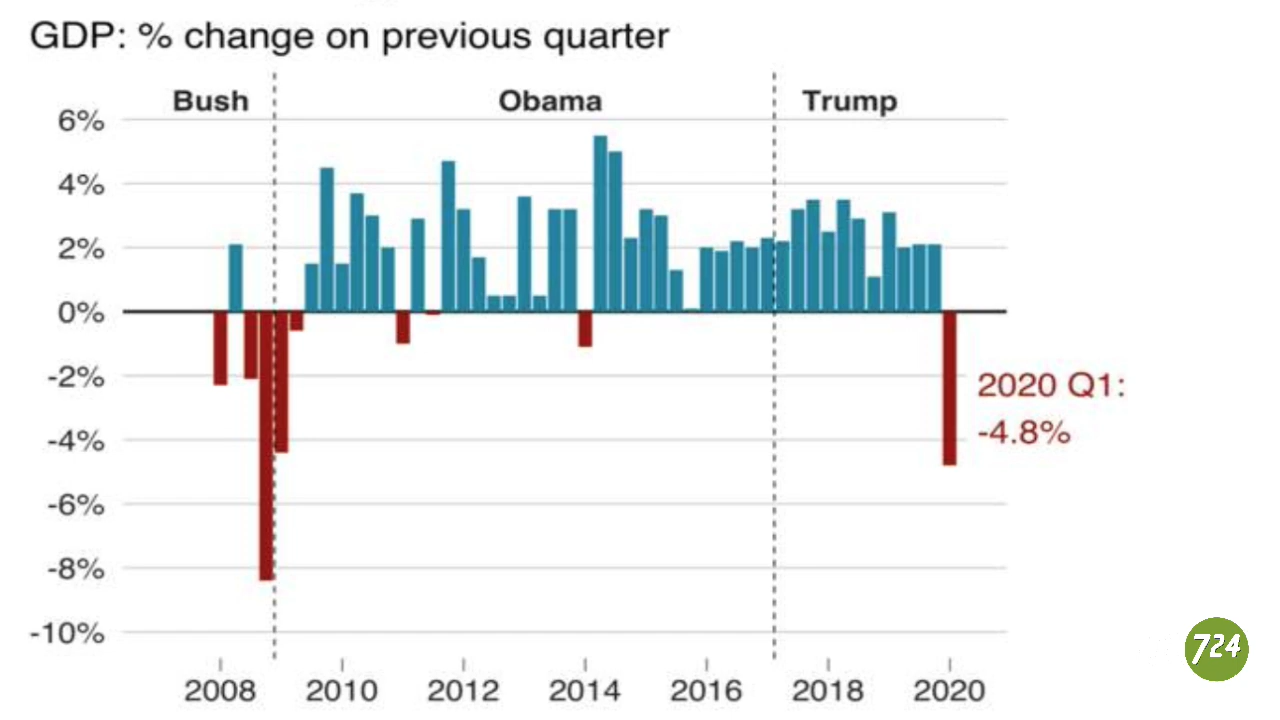 GDP: % change on previous quarter
Bush Obama Trump
6%
4%
2%
0%
-2%
2020 Q1:
-4.8%
-4%
-6%
-8%
-10%
2008 2010 2012 2014 2016 2018 2020
724